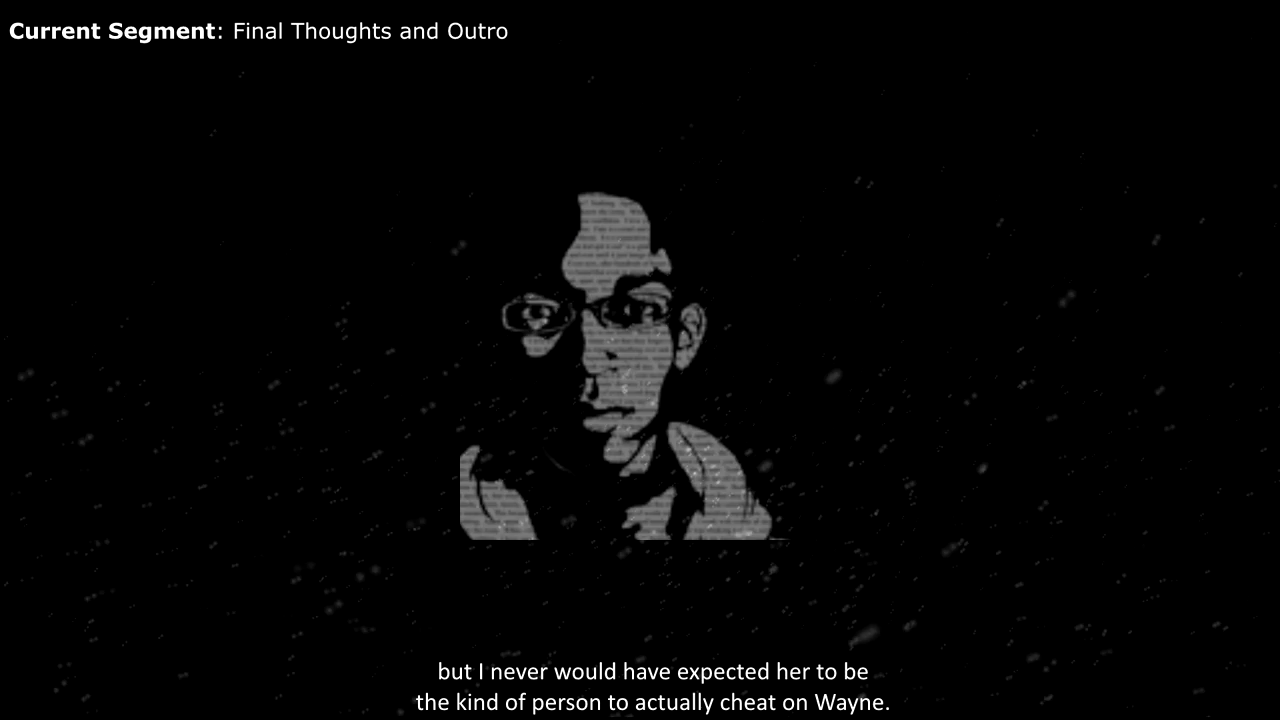 Current Segment: Final Thoughts and Outro
but I never would have expected her to be
the kind of person to actually cheat on Wayne.